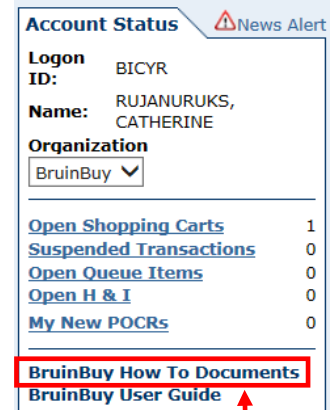 Account Status News Alert
Logon ID: BICYR
Name: RUJANURUKS, CATHERINE
Organization
BruinBuy
Open Shopping Carts 1
Suspended Transactions 0
Open Queue Items 0
Open H & I 0
My New POCRs 0
BruinBuy How To Documents
BruinBuy User Guide